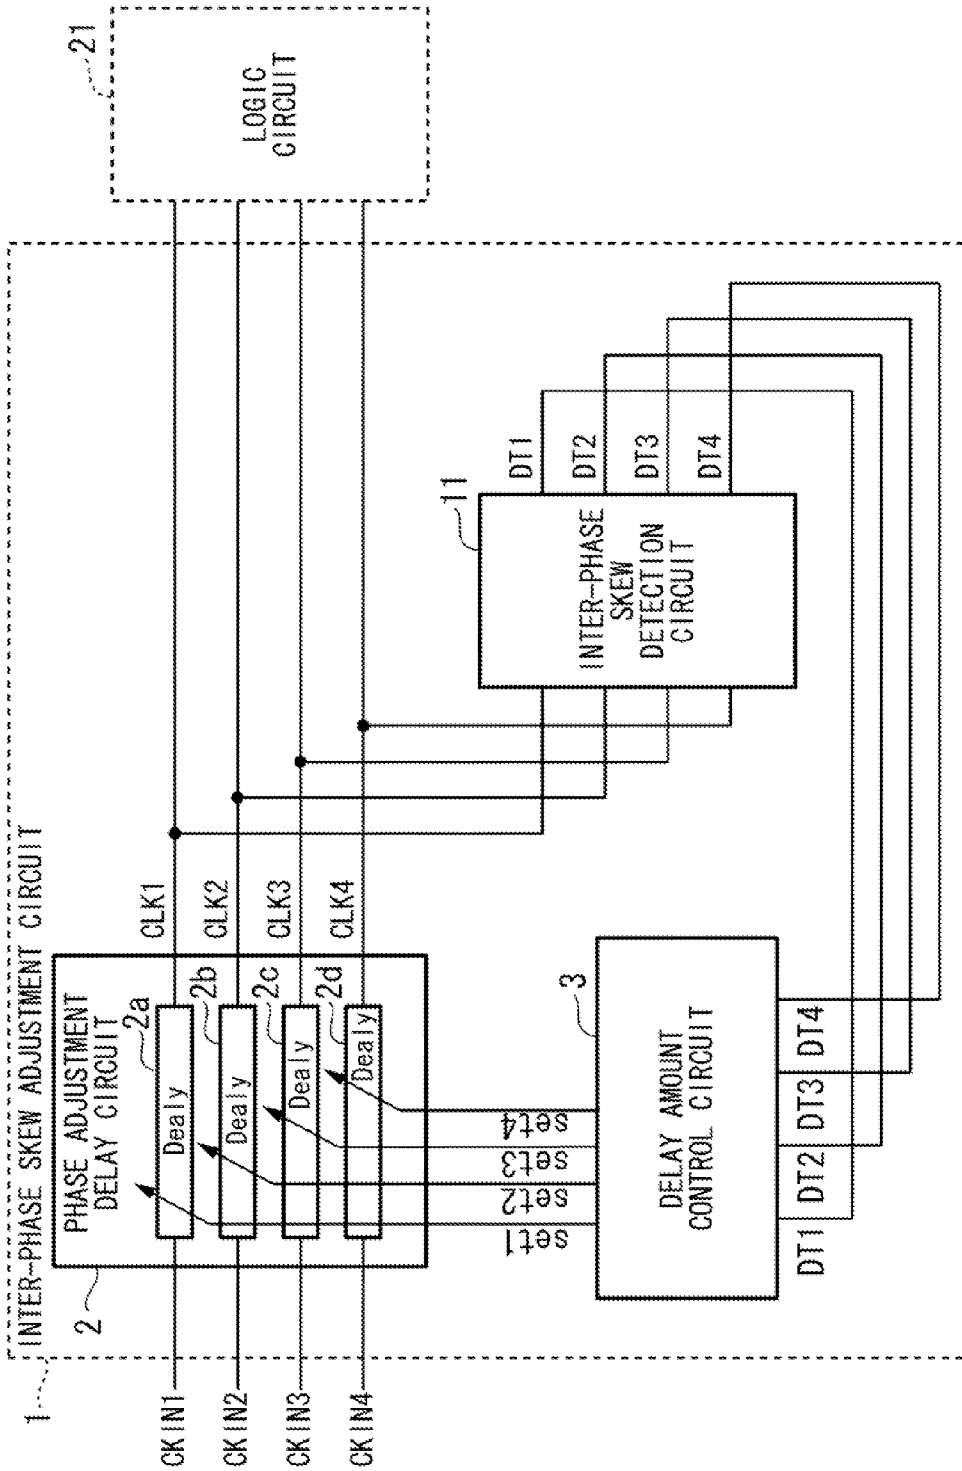 1
INTER-PHASE SKEW ADJUSTMENT CIRCUIT
2
PHASE ADJUSTMENT
DELAY CIRCUIT
CKIN1
Dealy
2a
CLK1
CKIN2
Dealy
2b
CLK2
CKIN3
Dealy
2c
CLK3
CKIN4
Dealy
2d
CLK4
21
LOGIC
CIRCUIT
set1
set2
set3
set4
11
INTER-PHASE
SKEW
DETECTION
CIRCUIT
DT1
DT2
DT3
DT4
3
DELAY AMOUNT
CONTROL CIRCUIT
DT1
DT2
DT3
DT4